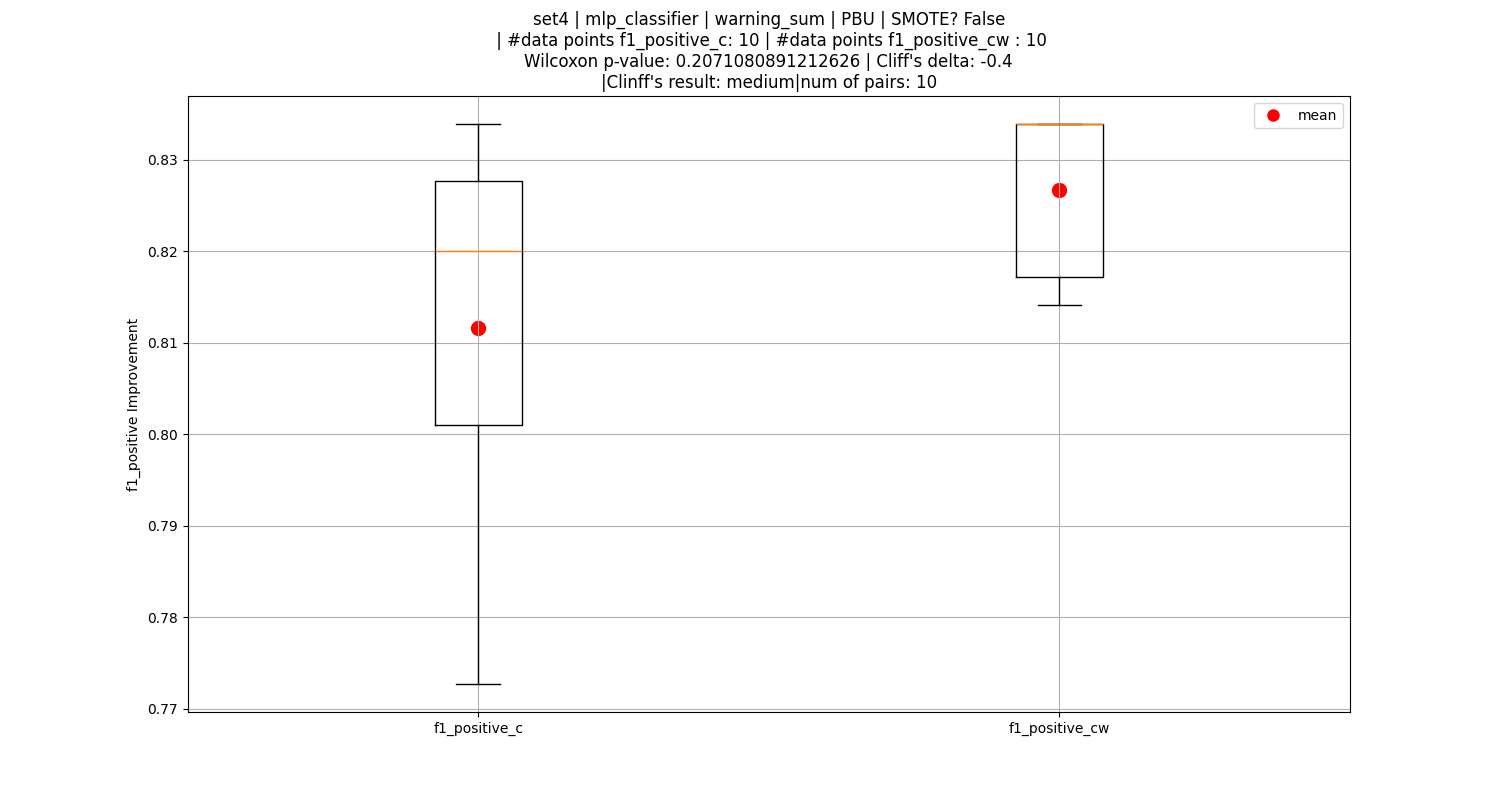 set4 | mlp_classifier | warning_sum | PBU | SMOTE? False
| #data points f1_positive_c: 10 | #data points f1_positive_cw : 10
Wilcoxon p-value: 0.2071080891212626 | Cliff's delta: -0.4
|Clinff's result: medium|num of pairs: 10
mean
0.83
0.82
0.81
0.80
0.79
0.78
0.77
f1_positive Improvement
f1_positive_c
f1_positive_cw